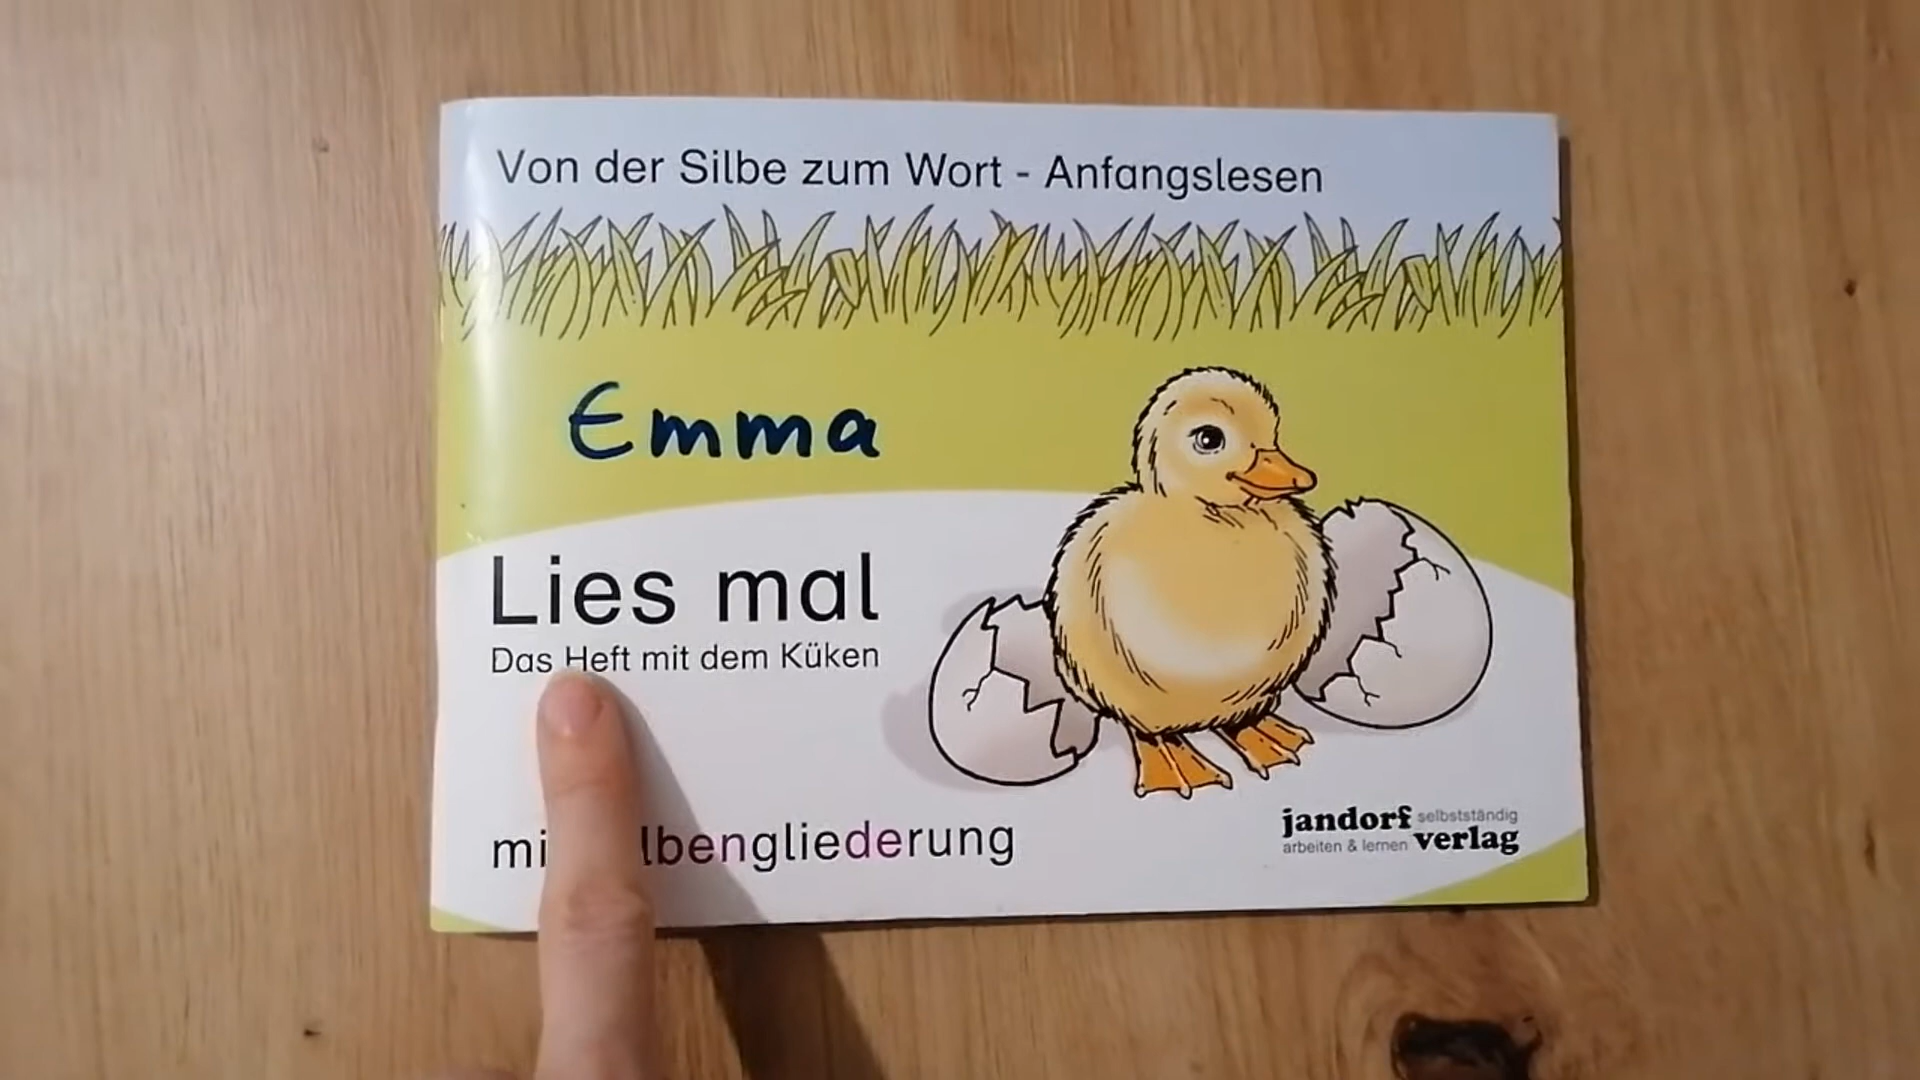 Von der Silbe zum Wort - Anfangslesen
Emma
Lies mal
Das Heft mit dem Küken
jandorf selbstständig
arbeiten & lernen verlag